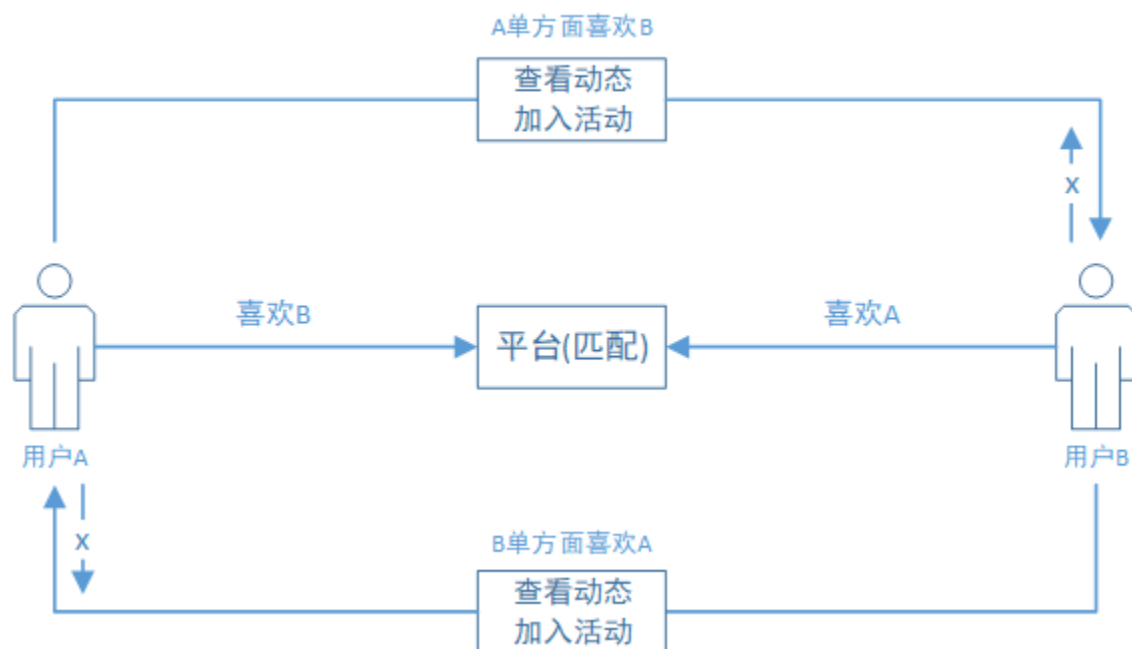 A单方面喜欢B
查看动态
加入活动
x
喜欢B
平台(匹配)
喜欢A
用户A
用户B
x
B单方面喜欢A
查看动态
加入活动